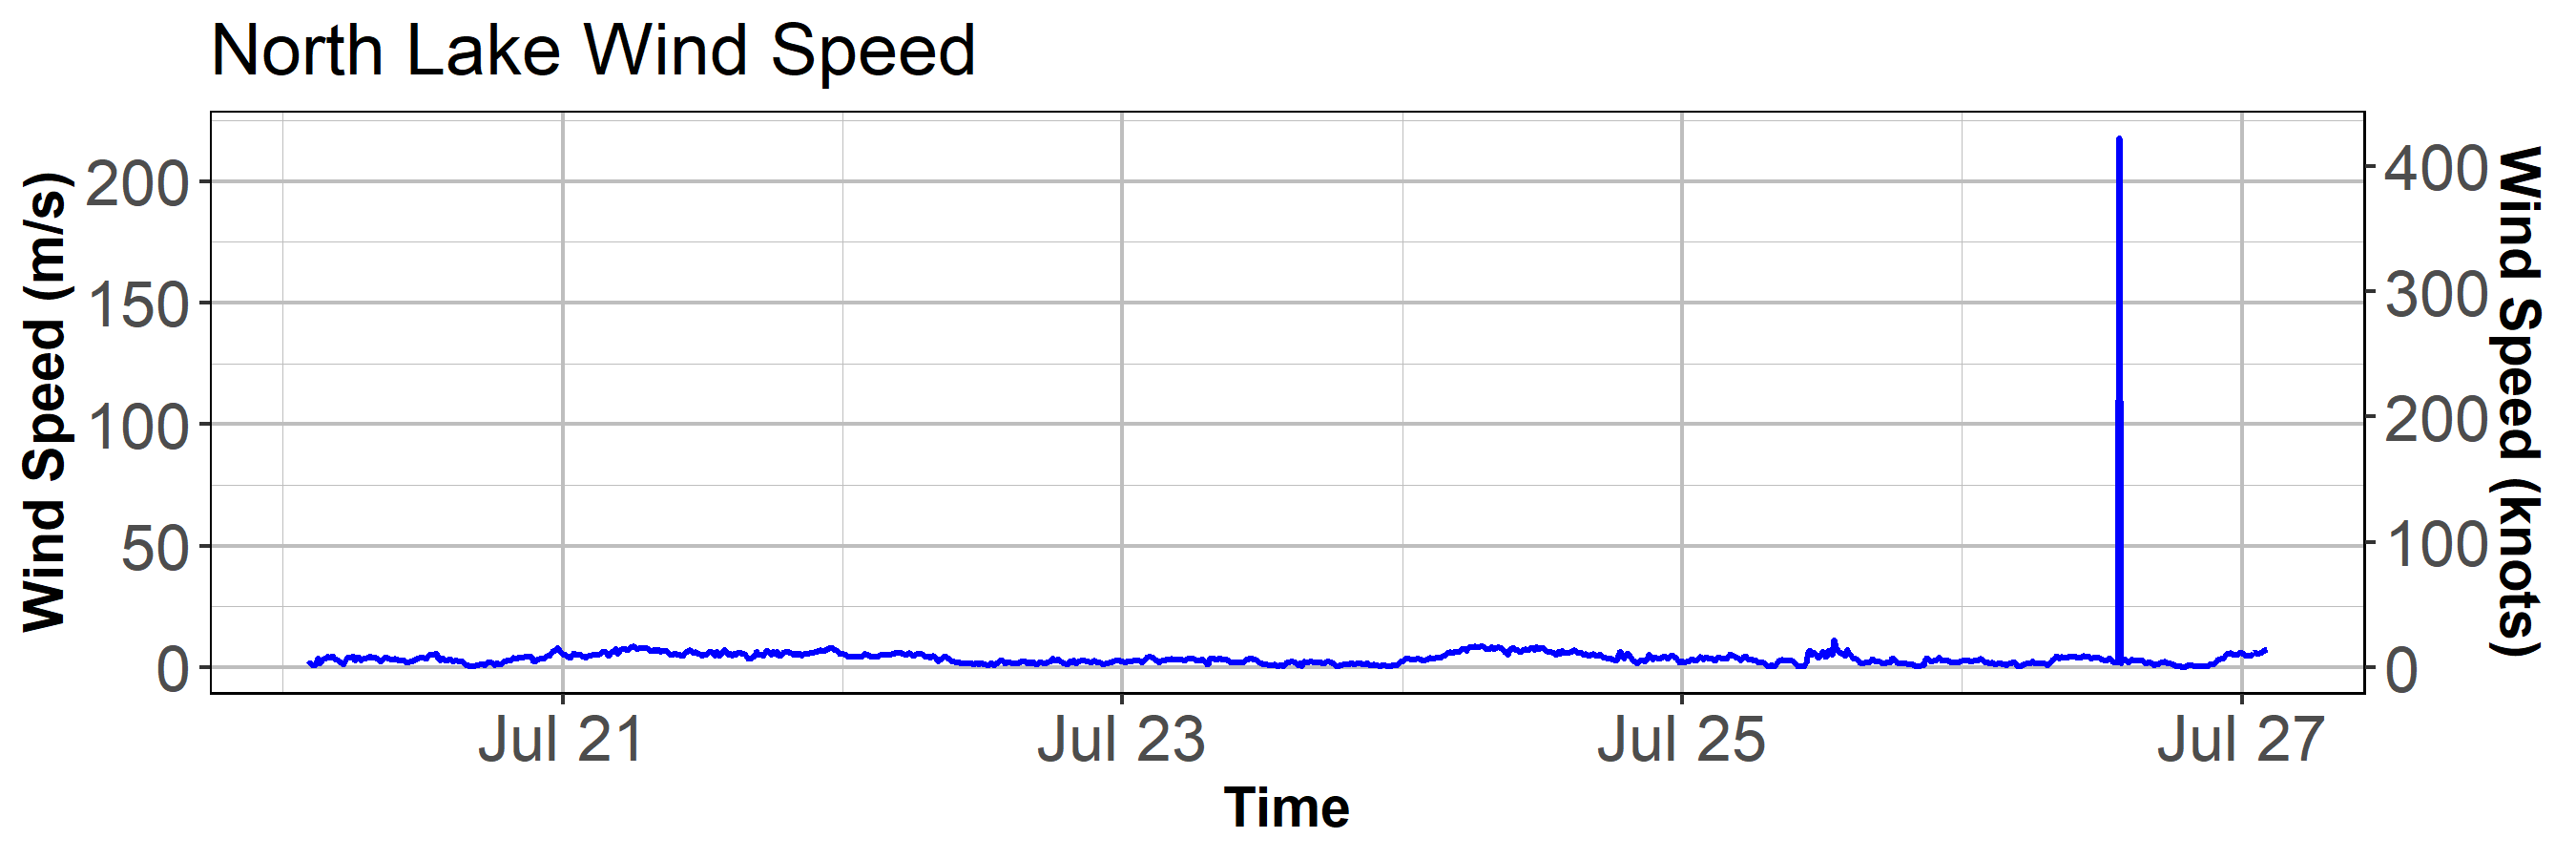 North Lake Wind Speed
Wind Speed (m/s)
200
150
100
50
0
400
300
200
100
0
Wind Speed (knots)
Jul 21 Jul 23 Jul 25 Jul 27
Time